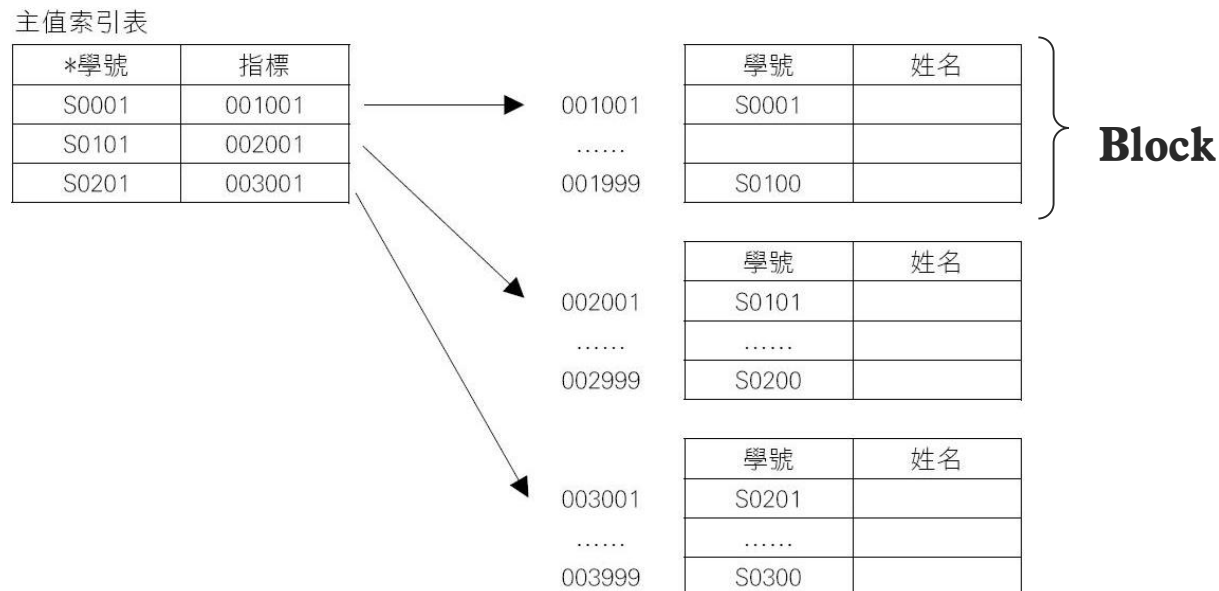 主值索引表
*學號 指標
S0001 001001
S0101 002001
S0201 003001
學號 姓名
001001 S0001
......
001999 S0100
Block
學號 姓名
002001 S0101
...... ......
002999 S0200
學號 姓名
003001 S0201
...... ......
003999 S0300